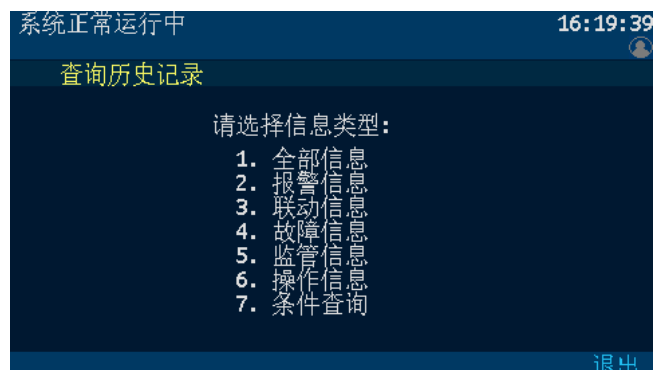 系统正常运行中 16:19:39
查询历史记录
请选择信息类型:
1. 全部信息
2. 报警信息
3. 联动信息
4. 故障信息
5. 监管信息
6. 操作信息
7. 条件查询
退出